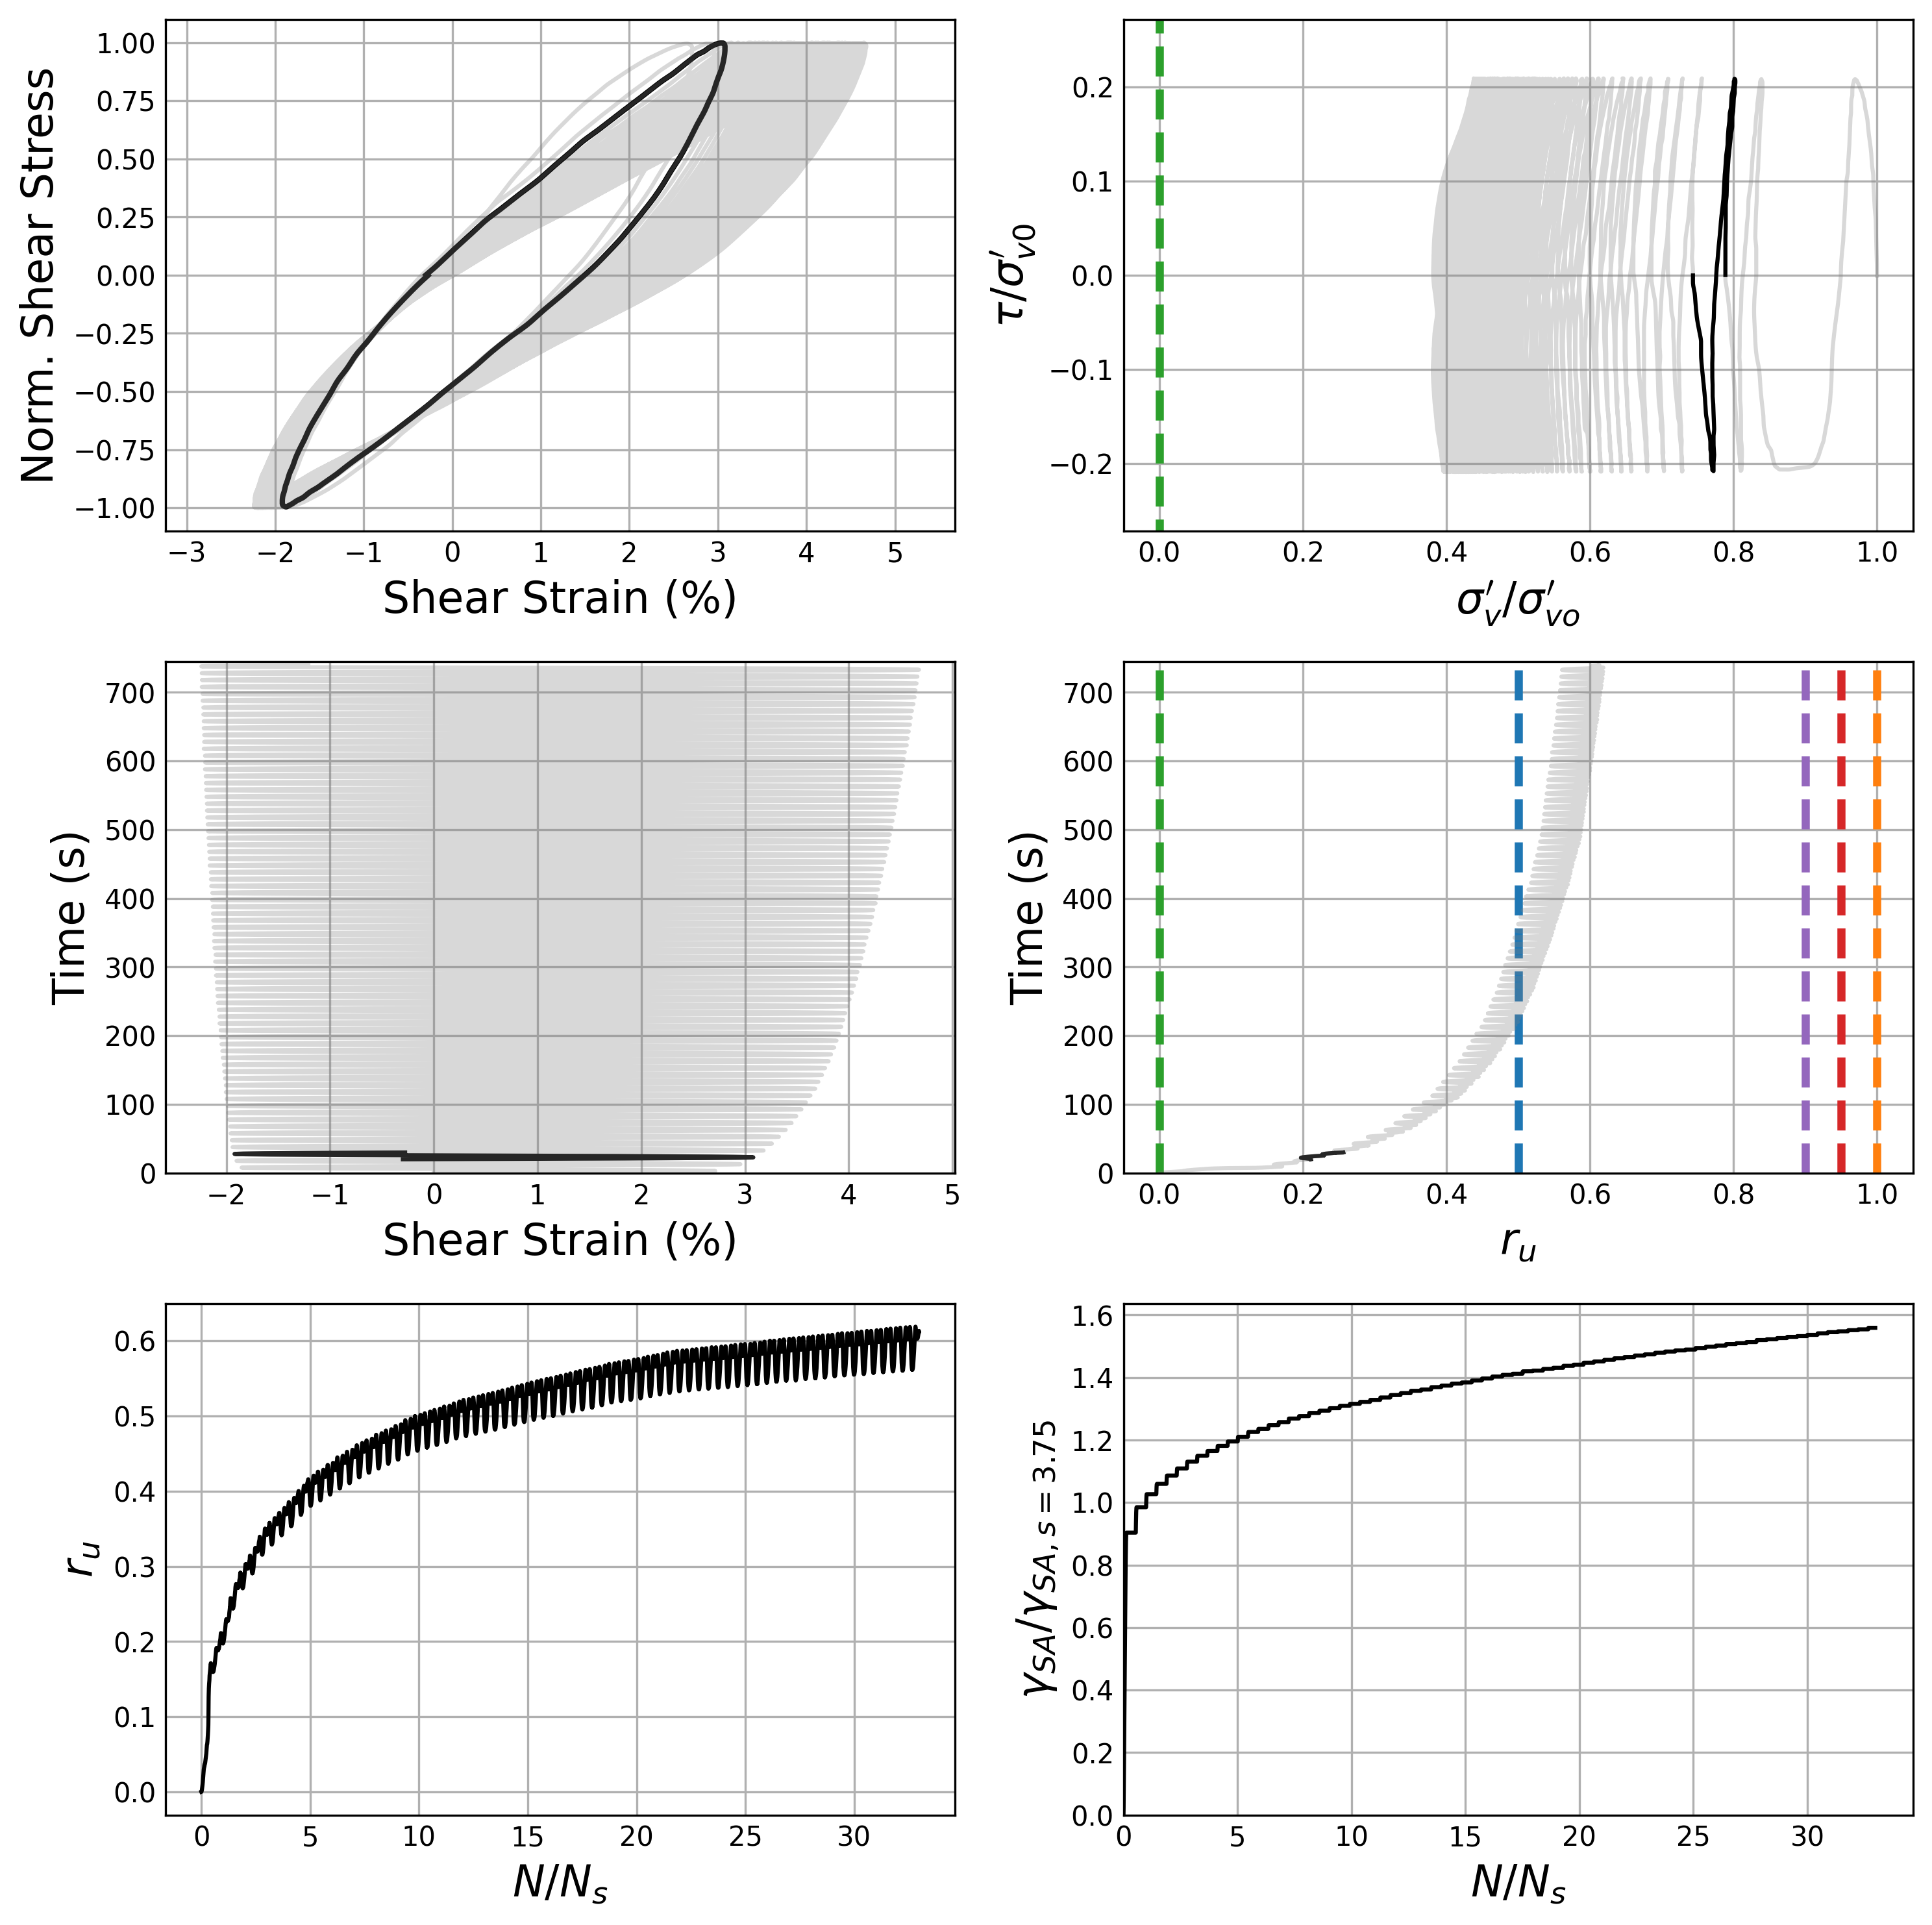 1.00
0.75
0.50
0.25
0.00
−0.25
−0.50
−0.75
−1.00
Norm. Shear Stress
−3 −2 −1 0 1 2 3 4 5
Shear Strain (%)
0.2
0.1
0.0
−0.1
−0.2
τ/σ′v0
0.0 0.2 0.4 0.6 0.8 1.0
σ′v/σ′vo
700
600
500
400
300
200
100
0
Time (s)
−2 −1 0 1 2 3 4 5
Shear Strain (%)
700
600
500
400
300
200
100
0
Time (s)
0.0 0.2 0.4 0.6 0.8 1.0
ru
0.6
0.5
0.4
0.3
0.2
0.1
0.0
ru
0 5 10 15 20 25 30
N/Ns
1.6
1.4
1.2
1.0
0.8
0.6
0.4
0.2
0.0
γSA/γSA, s = 3.75
0 5 10 15 20 25 30
N/Ns